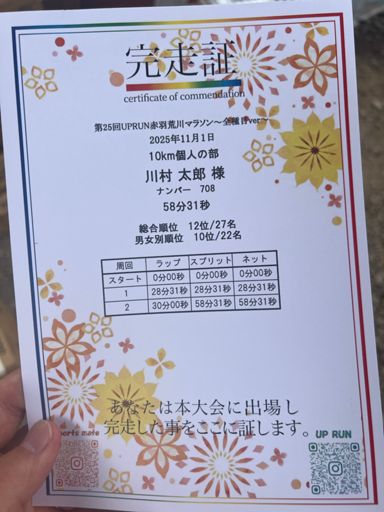 完走証
certificate of commendation
第25回UPRUN赤羽荒川マラソン～全種目ver～
2025年11月1日
10km個人の部
川村 太郎 様
ナンバー 708
58分31秒
総合順位 12位/27名
男女別順位 10位/22名
周回 ラップ スプリット ネット
スタート 0分00秒 0分00秒 0分00秒
1 28分31秒 28分31秒 28分31秒
2 30分00秒 58分31秒 58分31秒
あなたは本大会に出場し
完走した事をここに証します。
sports mate
UP RUN